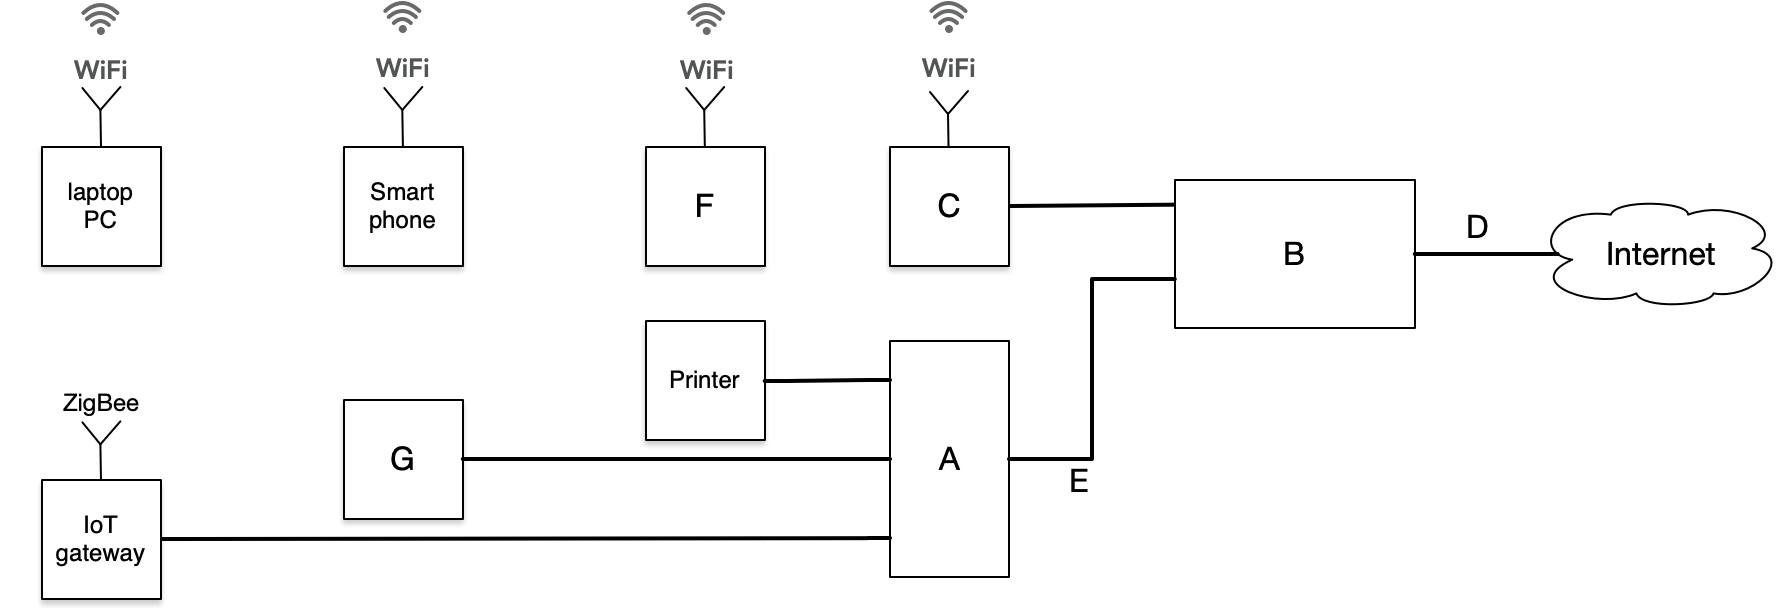 WiFi
WiFi
WiFi
WiFi
laptop
PC
Smart
phone
F
C
B
D
Internet
Printer
ZigBee
G
A
E
IoT
gateway